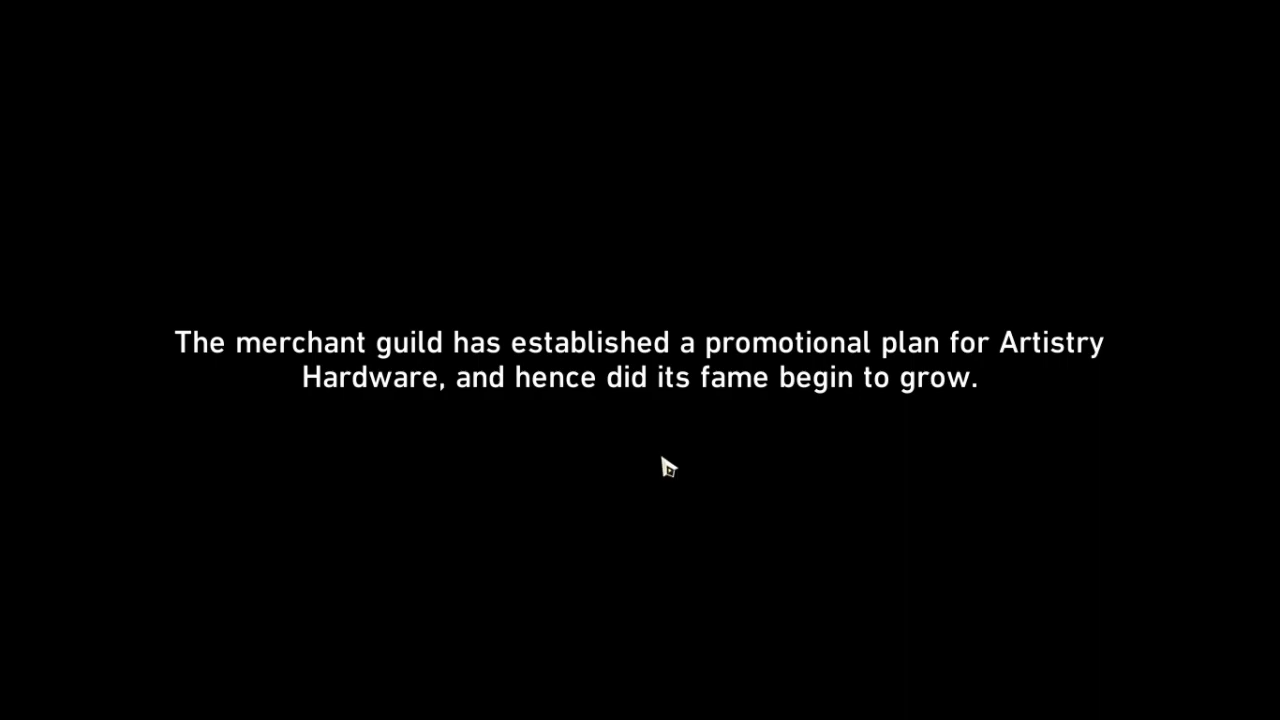 The merchant guild has established a promotional plan for Artistry
Hardware, and hence did its fame begin to grow.